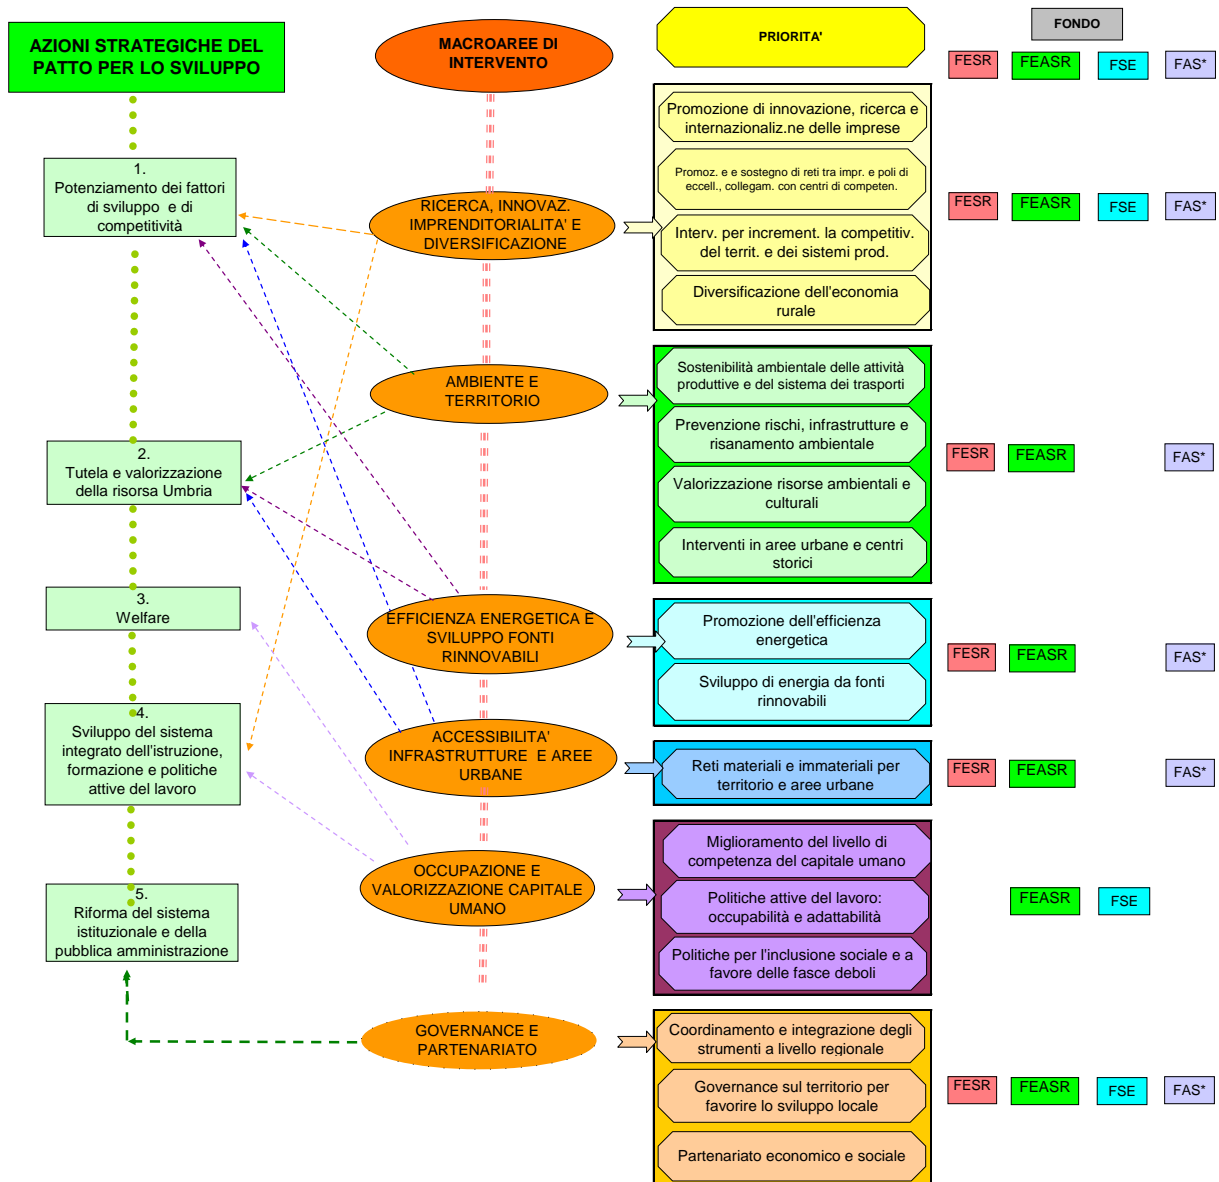 AZIONI STRATEGICHE DEL
PATTO PER LO SVILUPPO
MACROAREE DI
INTERVENTO
PRIORITA'
FONDO
FESR
FEASR
FSE
FAS*
1.
Potenziamento dei fattori
di sviluppo e di
competitività
RICERCA, INNOVAZ.
IMPRENDITORIALITA' E
DIVERSIFICAZIONE
Promozione di innovazione, ricerca e
internazionaliz.ne delle imprese
Promoz. e e sostegno di reti tra impr. e poli di
eccell., collegam. con centri di competen.
Interv. per increment. la competitiv.
del territ. e dei sistemi prod.
Diversificazione dell'economia
rurale
FESR
FEASR
FSE
FAS*
AMBIENTE E
TERRITORIO
Sostenibilità ambientale delle attività
produttive e del sistema dei trasporti
Prevenzione rischi, infrastrutture e
risanamento ambientale
Valorizzazione risorse ambientali e
culturali
Interventi in aree urbane e centri
storici
FESR
FEASR
FAS*
2.
Tutela e valorizzazione
della risorsa Umbria
3.
Welfare
EFFICIENZA ENERGETICA E
SVILUPPO FONTI
RINNOVABILI
Promozione dell'efficienza
energetica
Sviluppo di energia da fonti
rinnovabili
FESR
FEASR
FAS*
4.
Sviluppo del sistema
integrato dell'istruzione,
formazione e politiche
attive del lavoro
ACCESSIBILITA'
INFRASTRUTTURE E AREE
URBANE
Reti materiali e immateriali per
territorio e aree urbane
FESR
FEASR
FAS*
OCCUPAZIONE E
VALORIZZAZIONE CAPITALE
UMANO
Miglioramento del livello di
competenza del capitale umano
Politiche attive del lavoro:
occupabilità e adattabilità
Politiche per l'inclusione sociale e a
favore delle fasce deboli
FEASR
FSE
5.
Riforma del sistema
istituzionale e della
pubblica amministrazione
GOVERNANCE E
PARTENARIATO
Coordinamento e integrazione degli
strumenti a livello regionale
Governance sul territorio per
favorire lo sviluppo locale
Partenariato economico e sociale
FESR
FEASR
FSE
FAS*